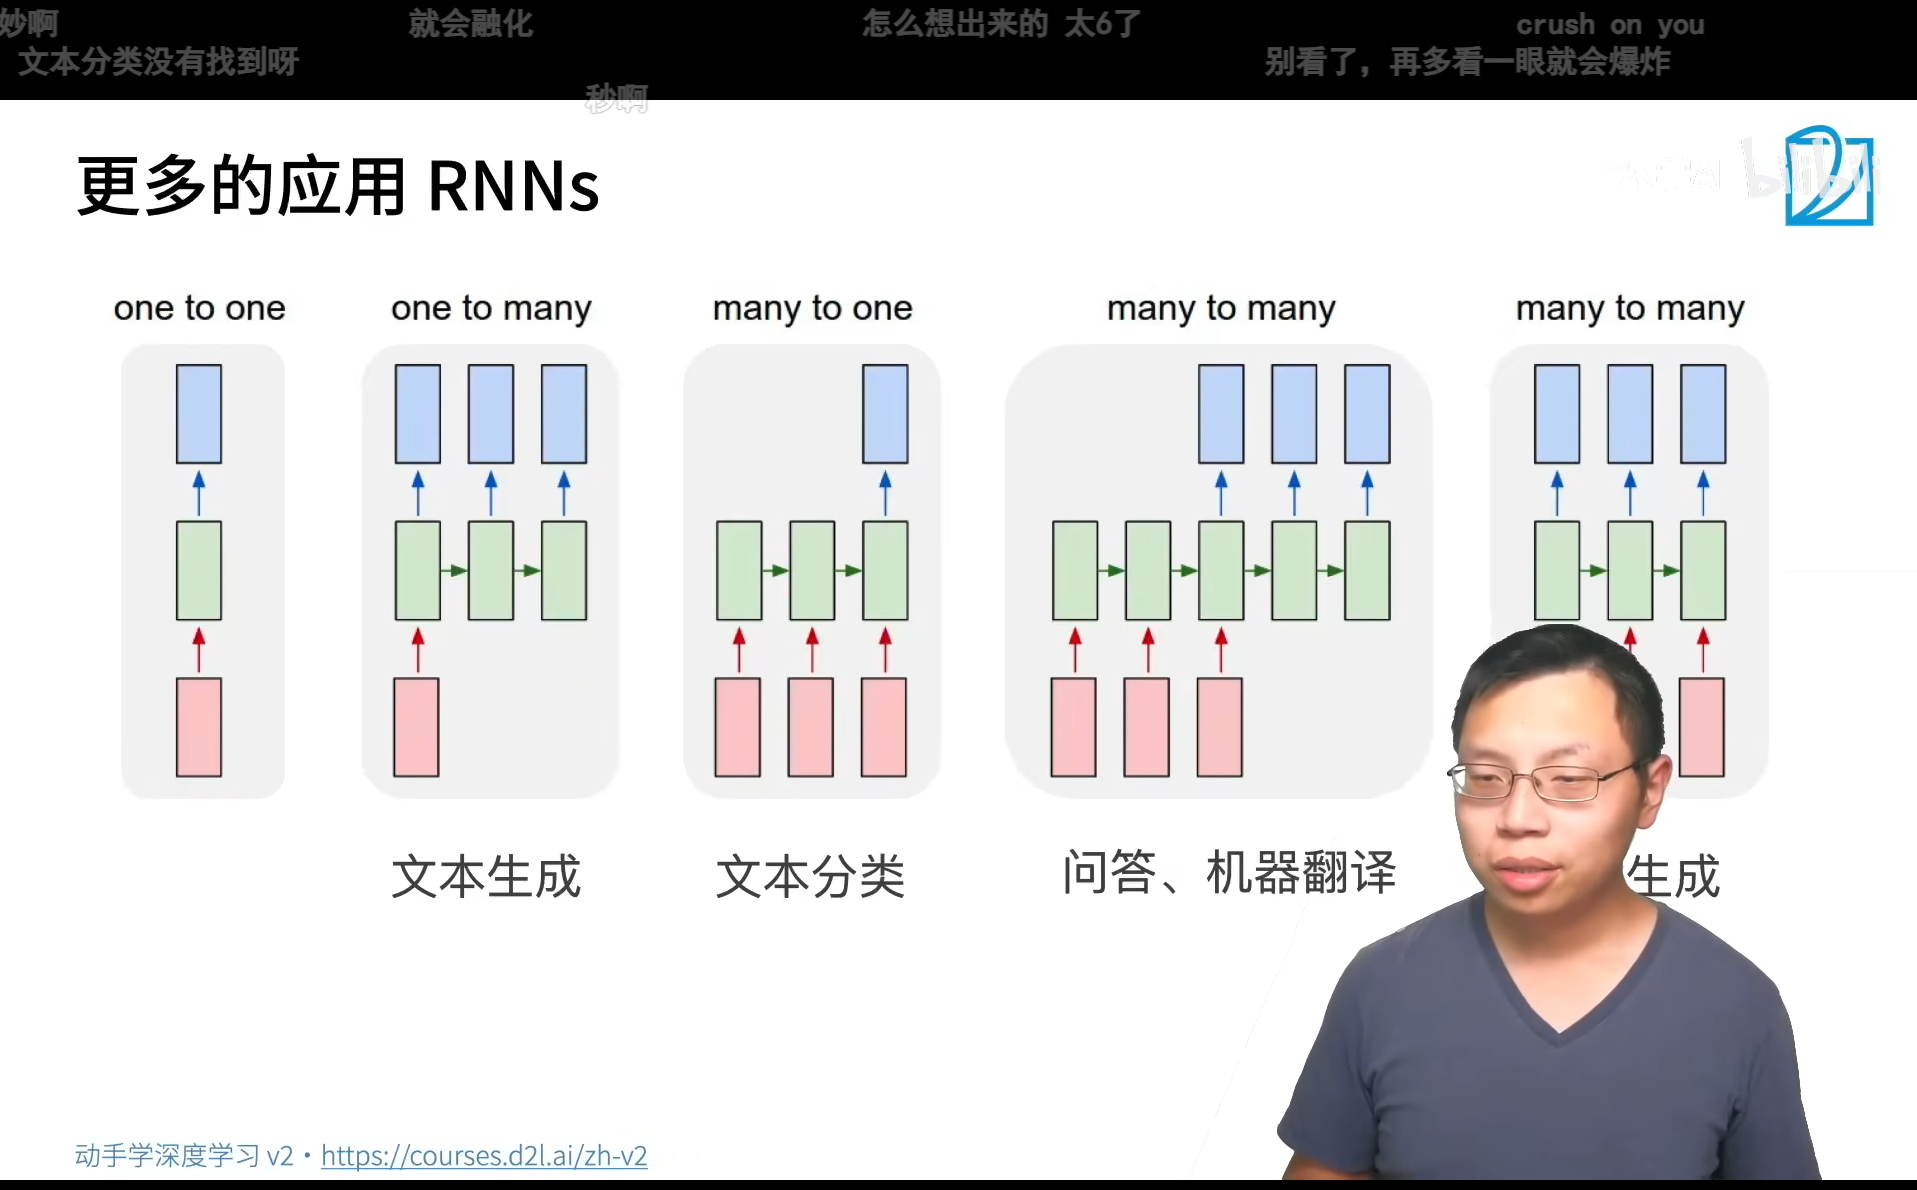 妙啊
就会融化
怎么想出来的 太6了
crush on you
文本分类没有找到呀
别看了，再多看一眼就会爆炸
秒啊
更多的应用 RNNs
bilibili
one to one
one to many
many to one
many to many
many to many
文本生成
文本分类
问答、机器翻译
生成
动手学深度学习 v2 • https://courses.d2l.ai/zh-v2